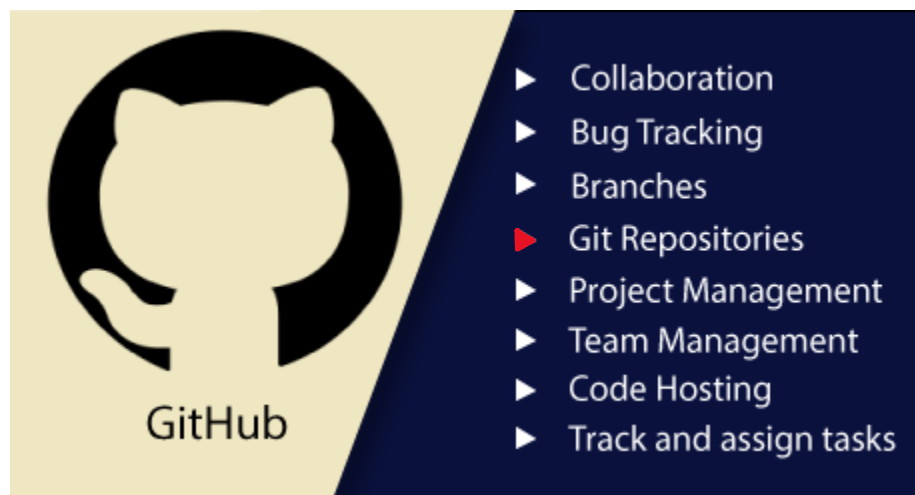 GitHub
Collaboration
Bug Tracking
Branches
Git Repositories
Project Management
Team Management
Code Hosting
Track and assign tasks